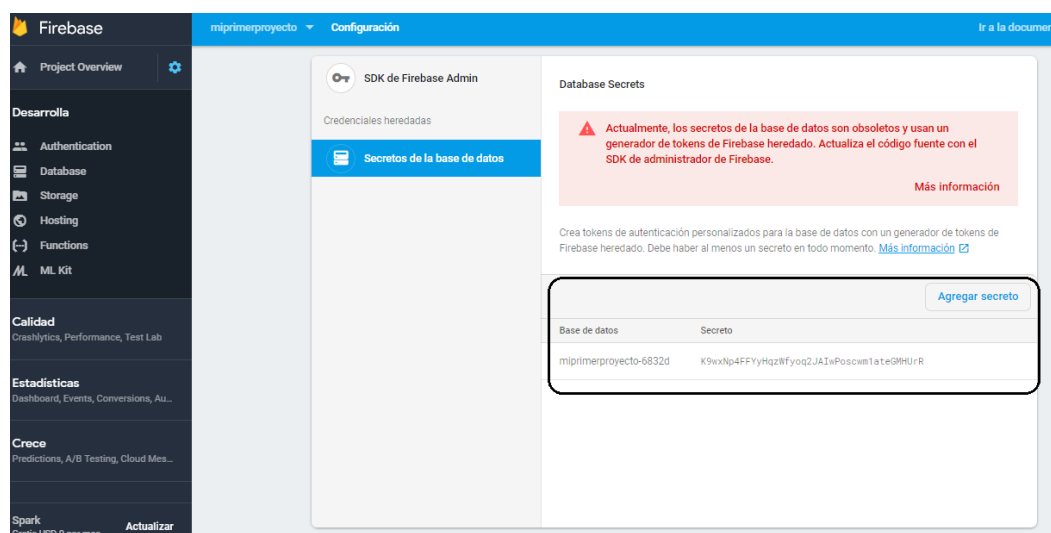 Firebase
miprimerproyecto
Configuración
Ir a la documen
Project Overview
Desarrolla
Authentication
Database
Storage
Hosting
Functions
ML Kit
Calidad
Crashlytics, Performance, Test Lab
Estadísticas
Dashboard, Events, Conversions, Au...
Crece
Predictions, A/B Testing, Cloud Mes...
Spark
Actualizar
SDK de Firebase Admin
Credenciales heredadas
Secretos de la base de datos
Database Secrets
Actualmente, los secretos de la base de datos son obsoletos y usan un
generador de tokens de Firebase heredado. Actualiza el código fuente con el
SDK de administrador de Firebase.
Más información
Crea tokens de autenticación personalizados para la base de datos con un generador de tokens de
Firebase heredado. Debe haber al menos un secreto en todo momento. Más información
Agregar secreto
Base de datos
Secreto
miprimerproyecto-6832d
K9wxNp4FFYyHqzWfyoq2JAIwPoscwm1ateGMHUrR